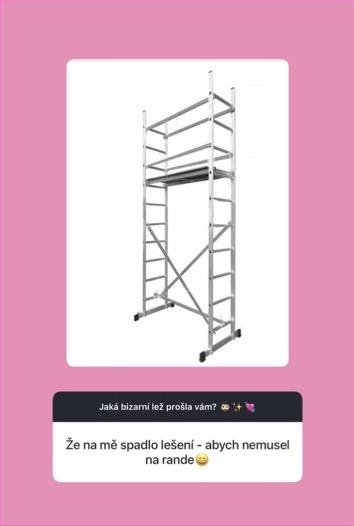 Jaká bizarní lež prošla vám? 🧔🏻✨💘
Že na mě spadlo lešení - abych nemusel
na rande😀